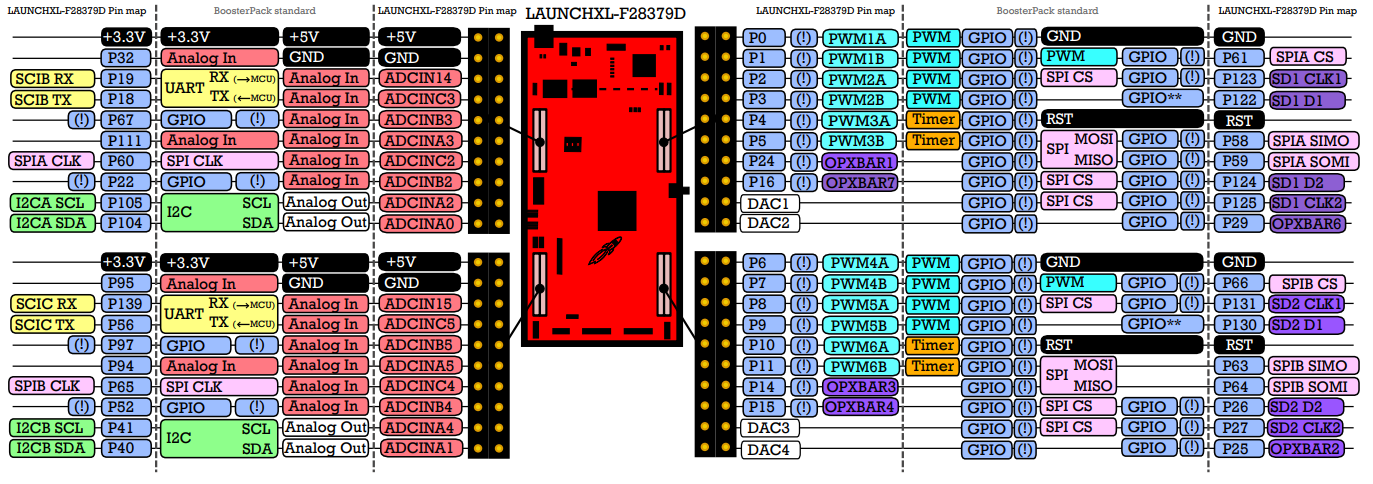 LAUNCHXL-F28379D Pin map BoosterPack standard LAUNCHXL-F28379D Pin map LAUNCHXL-F28379D LAUNCHXL-F28379D Pin map BoosterPack standard LAUNCHXL-F28379D Pin map
+3.3V +3.3V +5V +5V P0 (!) PWM1A PWM GPIO (!) GND GND
P32 Analog In GND GND P1 (!) PWM1B PWM GPIO (!) PWM GPIO (!) P61 SPIA CS
SCIB RX P19 UART RX (→MCU) Analog In ADCIN14 P2 (!) PWM2A PWM GPIO (!) SPI CS GPIO (!) P123 SD1 CLK1
SCIB TX P18 TX (←MCU) Analog In ADCINC3 P3 (!) PWM2B PWM GPIO (!) GPIO** P122 SD1 D1
(!) P67 GPIO (!) Analog In ADCINB3 P4 (!) PWM3A Timer GPIO (!) RST RST
P111 Analog In Analog In ADCINA3 P5 (!) PWM3B Timer GPIO (!) SPI MOSI GPIO (!) P58 SPIA SIMO
SPIA CLK P60 SPI CLK Analog In ADCINC2 P24 (!) OPXBAR1 GPIO (!) MISO GPIO (!) P59 SPIA SOMI
(!) P22 GPIO (!) Analog In ADCINB2 P16 (!) OPXBAR7 GPIO (!) SPI CS GPIO (!) P124 SD1 D2
I2CA SCL P105 I2C SCL Analog Out ADCINA2 DAC1 GPIO (!) SPI CS GPIO (!) P125 SD1 CLK2
I2CA SDA P104 SDA Analog Out ADCINA0 DAC2 GPIO (!) GPIO (!) P29 OPXBAR6
+3.3V +3.3V +5V +5V P6 (!) PWM4A PWM GPIO (!) GND GND
P95 Analog In GND GND P7 (!) PWM4B PWM GPIO (!) PWM GPIO (!) P66 SPIB CS
SCIC RX P139 UART RX (→MCU) Analog In ADCIN15 P8 (!) PWM5A PWM GPIO (!) SPI CS GPIO (!) P131 SD2 CLK1
SCIC TX P56 TX (←MCU) Analog In ADCINC5 P9 (!) PWM5B PWM GPIO (!) GPIO** P130 SD2 D1
(!) P97 GPIO (!) Analog In ADCINB5 P10 (!) PWM6A Timer GPIO (!) RST RST
P94 Analog In Analog In ADCINA5 P11 (!) PWM6B Timer GPIO (!) SPI MOSI P63 SPIB SIMO
SPIB CLK P65 SPI CLK Analog In ADCINC4 P14 (!) OPXBAR3 GPIO (!) MISO P64 SPIB SOMI
(!) P52 GPIO (!) Analog In ADCINB4 P15 (!) OPXBAR4 GPIO (!) SPI CS GPIO (!) P26 SD2 D2
I2CB SCL P41 I2C SCL Analog Out ADCINA4 DAC3 GPIO (!) SPI CS GPIO (!) P27 SD2 CLK2
I2CB SDA P40 SDA Analog Out ADCINA1 DAC4 GPIO (!) GPIO (!) P25 OPXBAR2